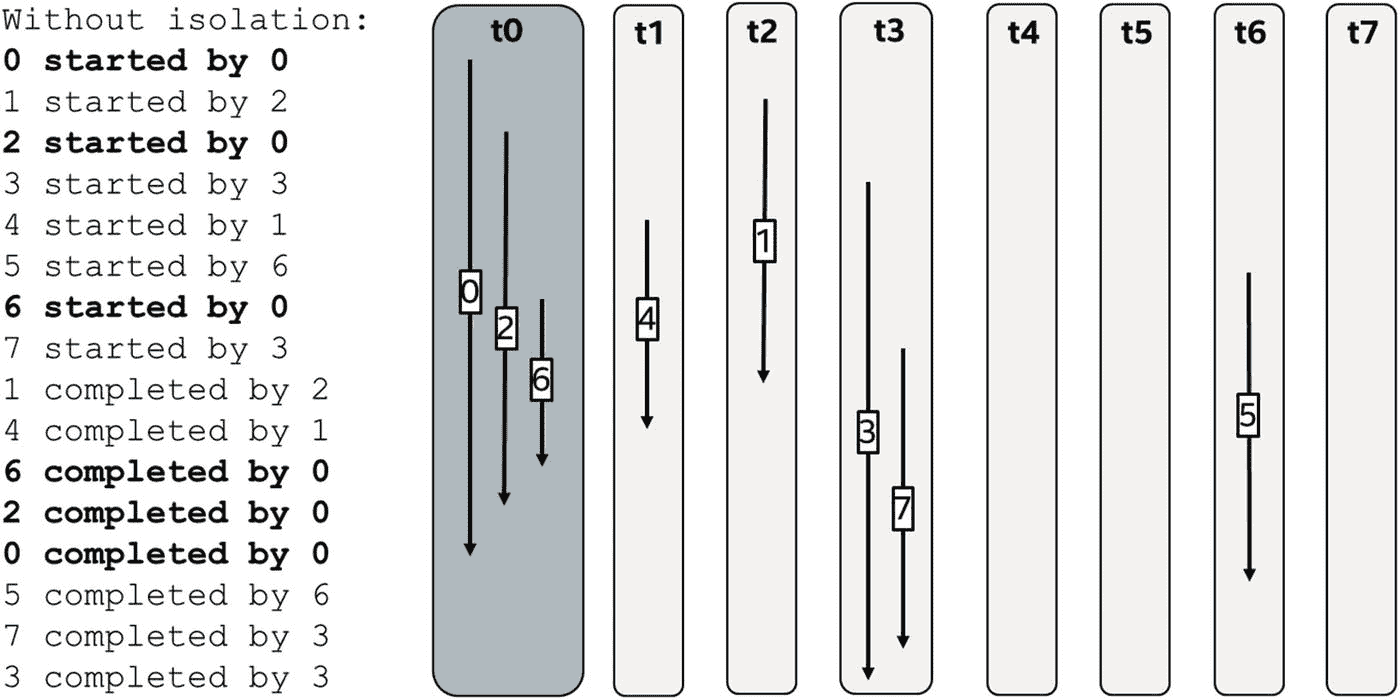 Without isolation:
0 started by 0
1 started by 2
2 started by 0
3 started by 3
4 started by 1
5 started by 6
6 started by 0
7 started by 3
1 completed by 2
4 completed by 1
6 completed by 0
2 completed by 0
0 completed by 0
5 completed by 6
7 completed by 3
3 completed by 3
t0
0
2
6
t1
4
t2
1
t3
3
7
t4
t5
t6
5
t7